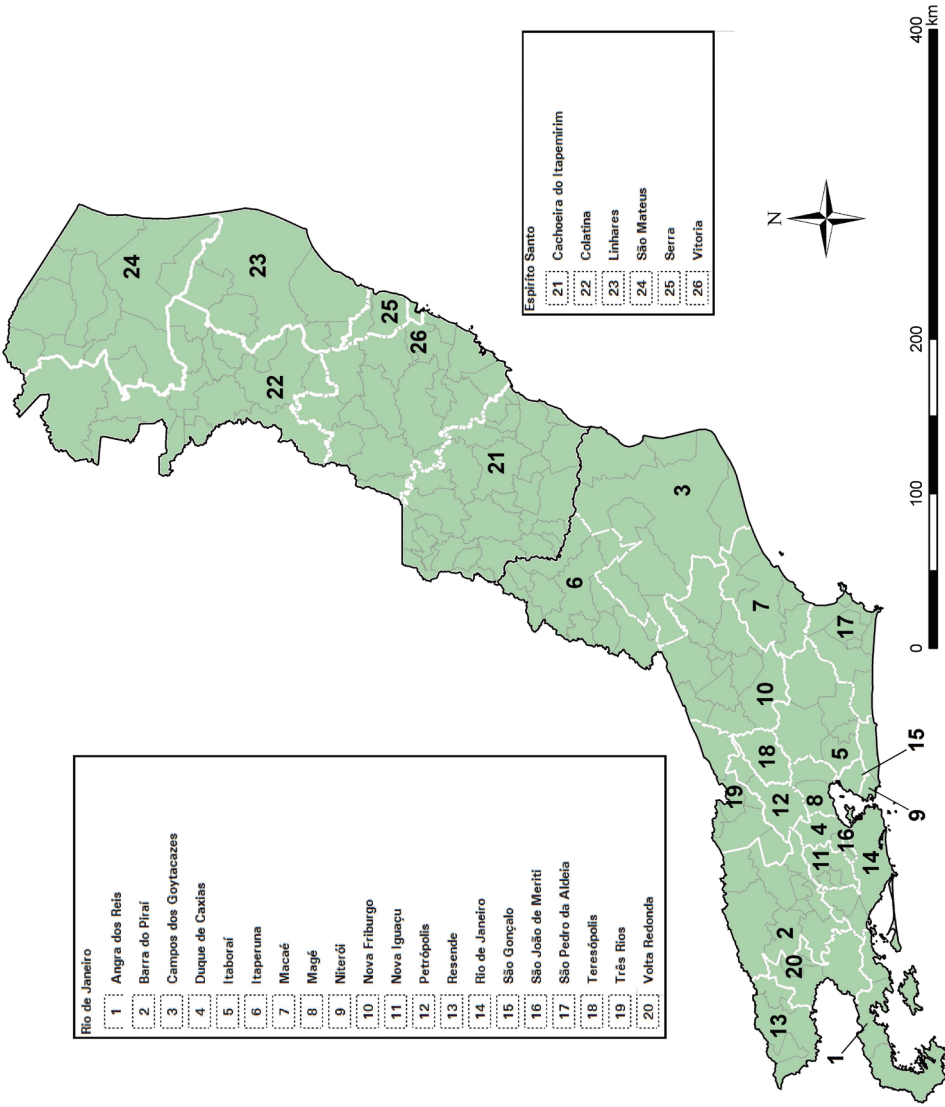 Rio de Janeiro
1 Angra dos Reis
2 Barra do Piraí
3 Campos dos Goytacazes
4 Duque de Caxias
5 Itaboraí
6 Itaperuna
7 Macaé
8 Magé
9 Niterói
10 Nova Friburgo
11 Nova Iguaçu
12 Petrópolis
13 Resende
14 Rio de Janeiro
15 São Gonçalo
16 São João de Meriti
17 São Pedro da Aldeia
18 Teresópolis
19 Três Rios
20 Volta Redonda
Espiríto Santo
21 Cachoeira do Itapemirim
22 Colatina
23 Linhares
24 São Mateus
25 Serra
26 Vitoria
24
23
22
25
26
21
3
6
7
17
10
18
5
19
12
8
15
4
9
11
16
14
2
20
13
1
N
0 100 200 400
km